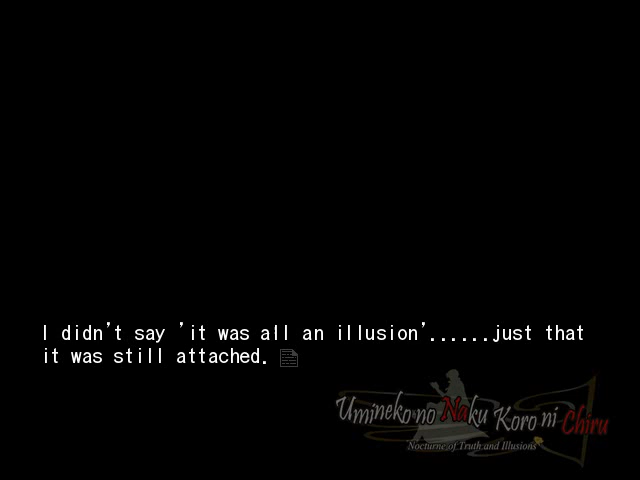 I didn't say 'it was all an illusion'......just that
it was still attached.
Umineko no Naku Koro ni Chiru
Nocturne of Truth and Illusions